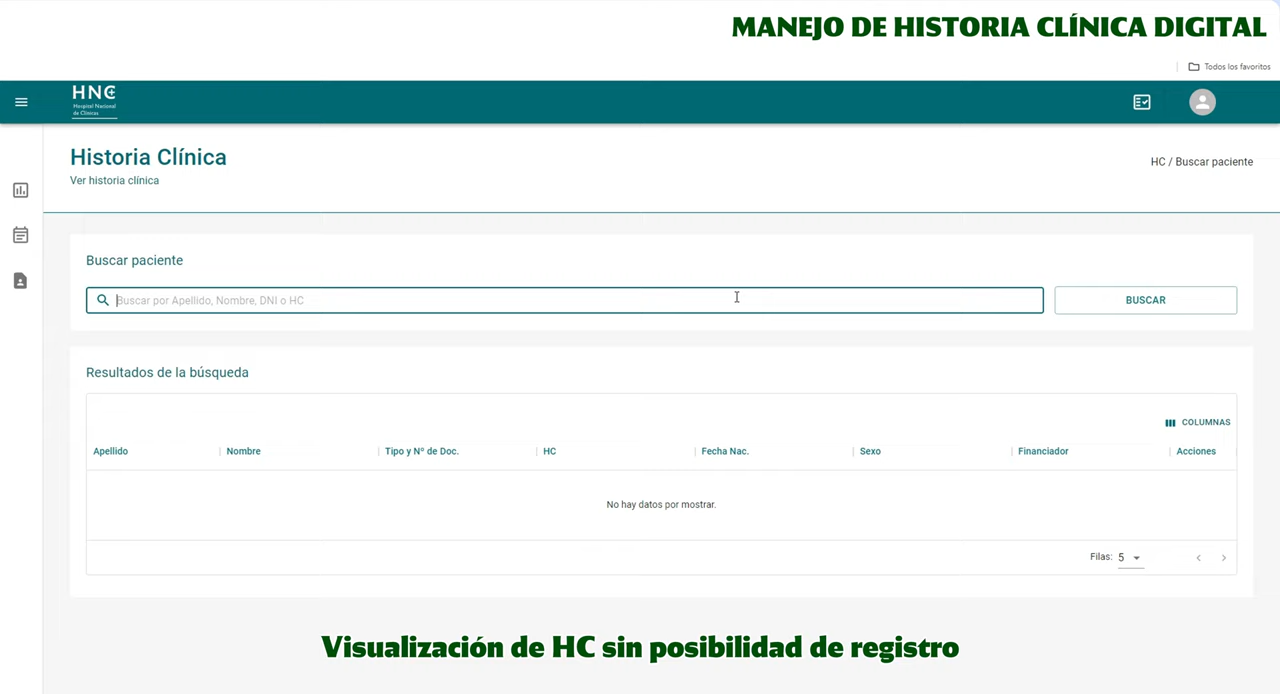 MANEJO DE HISTORIA CLÍNICA DIGITAL
Todos los favoritos
HNC
Hospital Nacional
de Clínicas
Historia Clínica
Ver historia clínica
HC / Buscar paciente
Buscar paciente
Buscar por Apellido, Nombre, DNI o HC
BUSCAR
Resultados de la búsqueda
COLUMNAS
Apellido Nombre Tipo y Nº de Doc. HC Fecha Nac. Sexo Financiador Acciones
No hay datos por mostrar.
Filas: 5
Visualización de HC sin posibilidad de registro